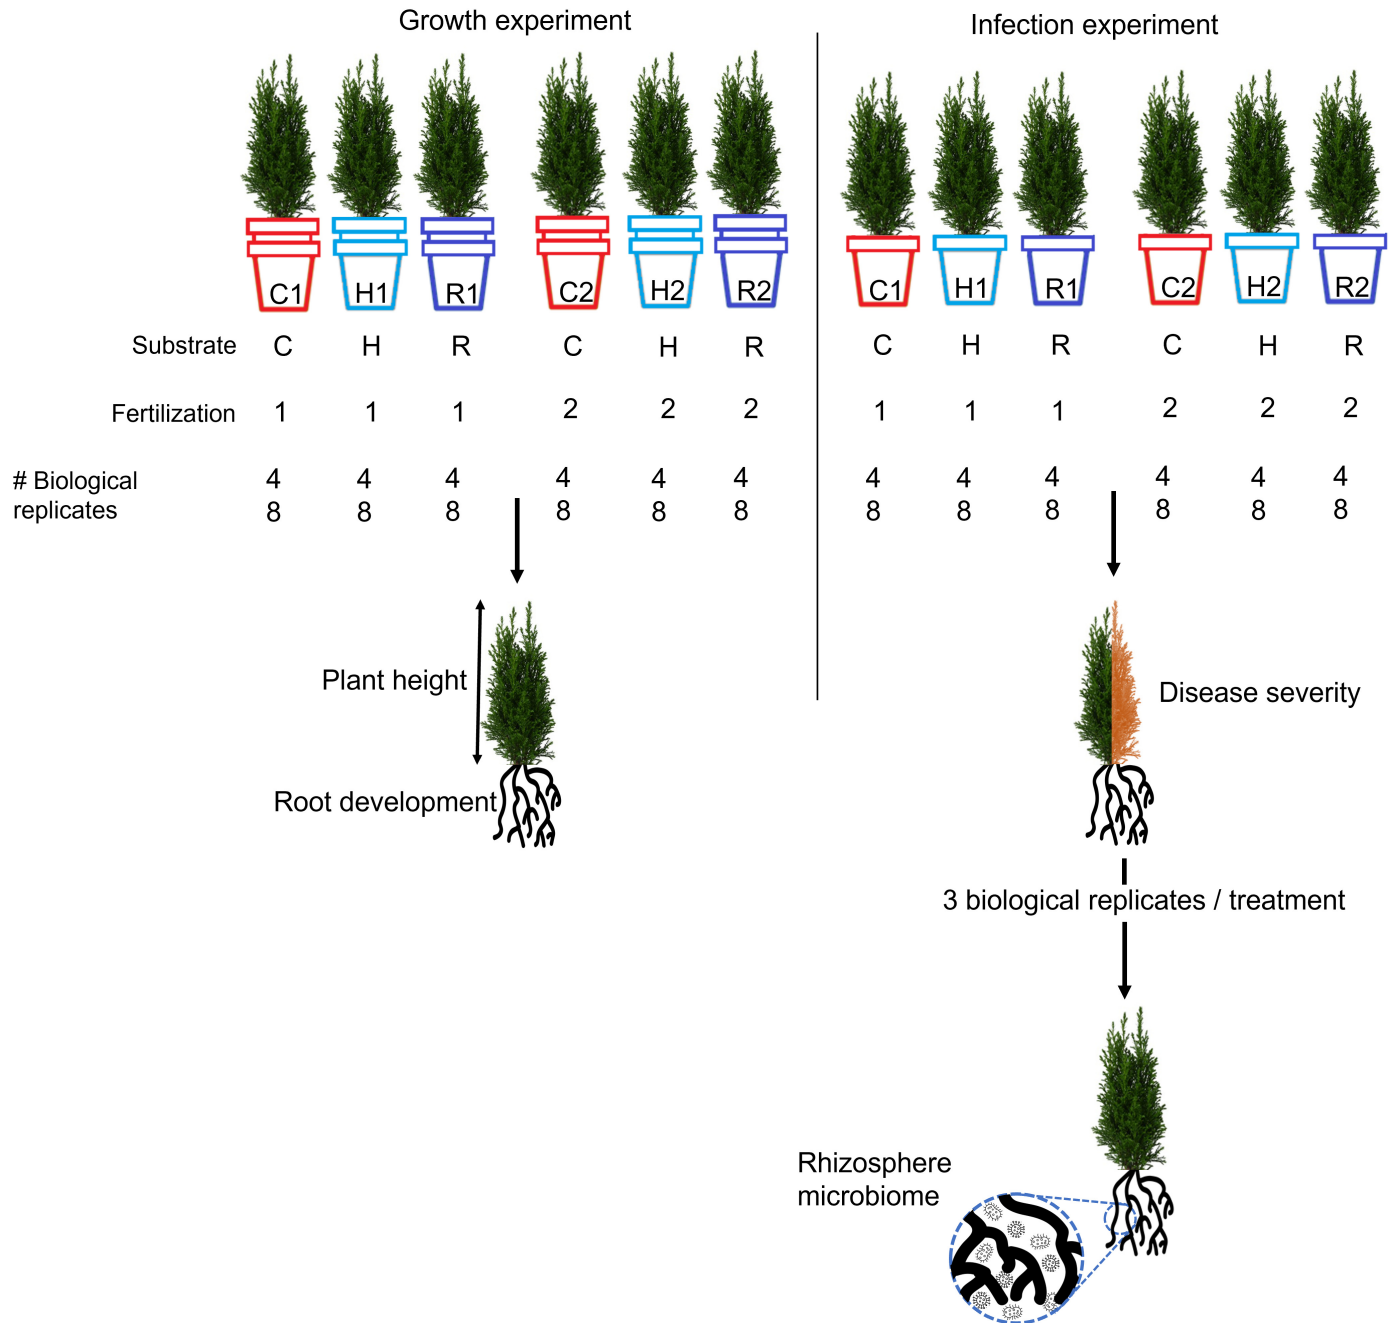 Growth experiment
Infection experiment
C1 H1 R1 C2 H2 R2
C1 H1 R1 C2 H2 R2
Substrate C H R C H R
C H R C H R
Fertilization 1 1 1 2 2 2
1 1 1 2 2 2
# Biological
replicates
4 4 4 4 4 4
8 8 8 8 8 8
4 4 4 4 4 4
8 8 8 8 8 8
Plant height
Root development
Disease severity
3 biological replicates / treatment
Rhizosphere
microbiome